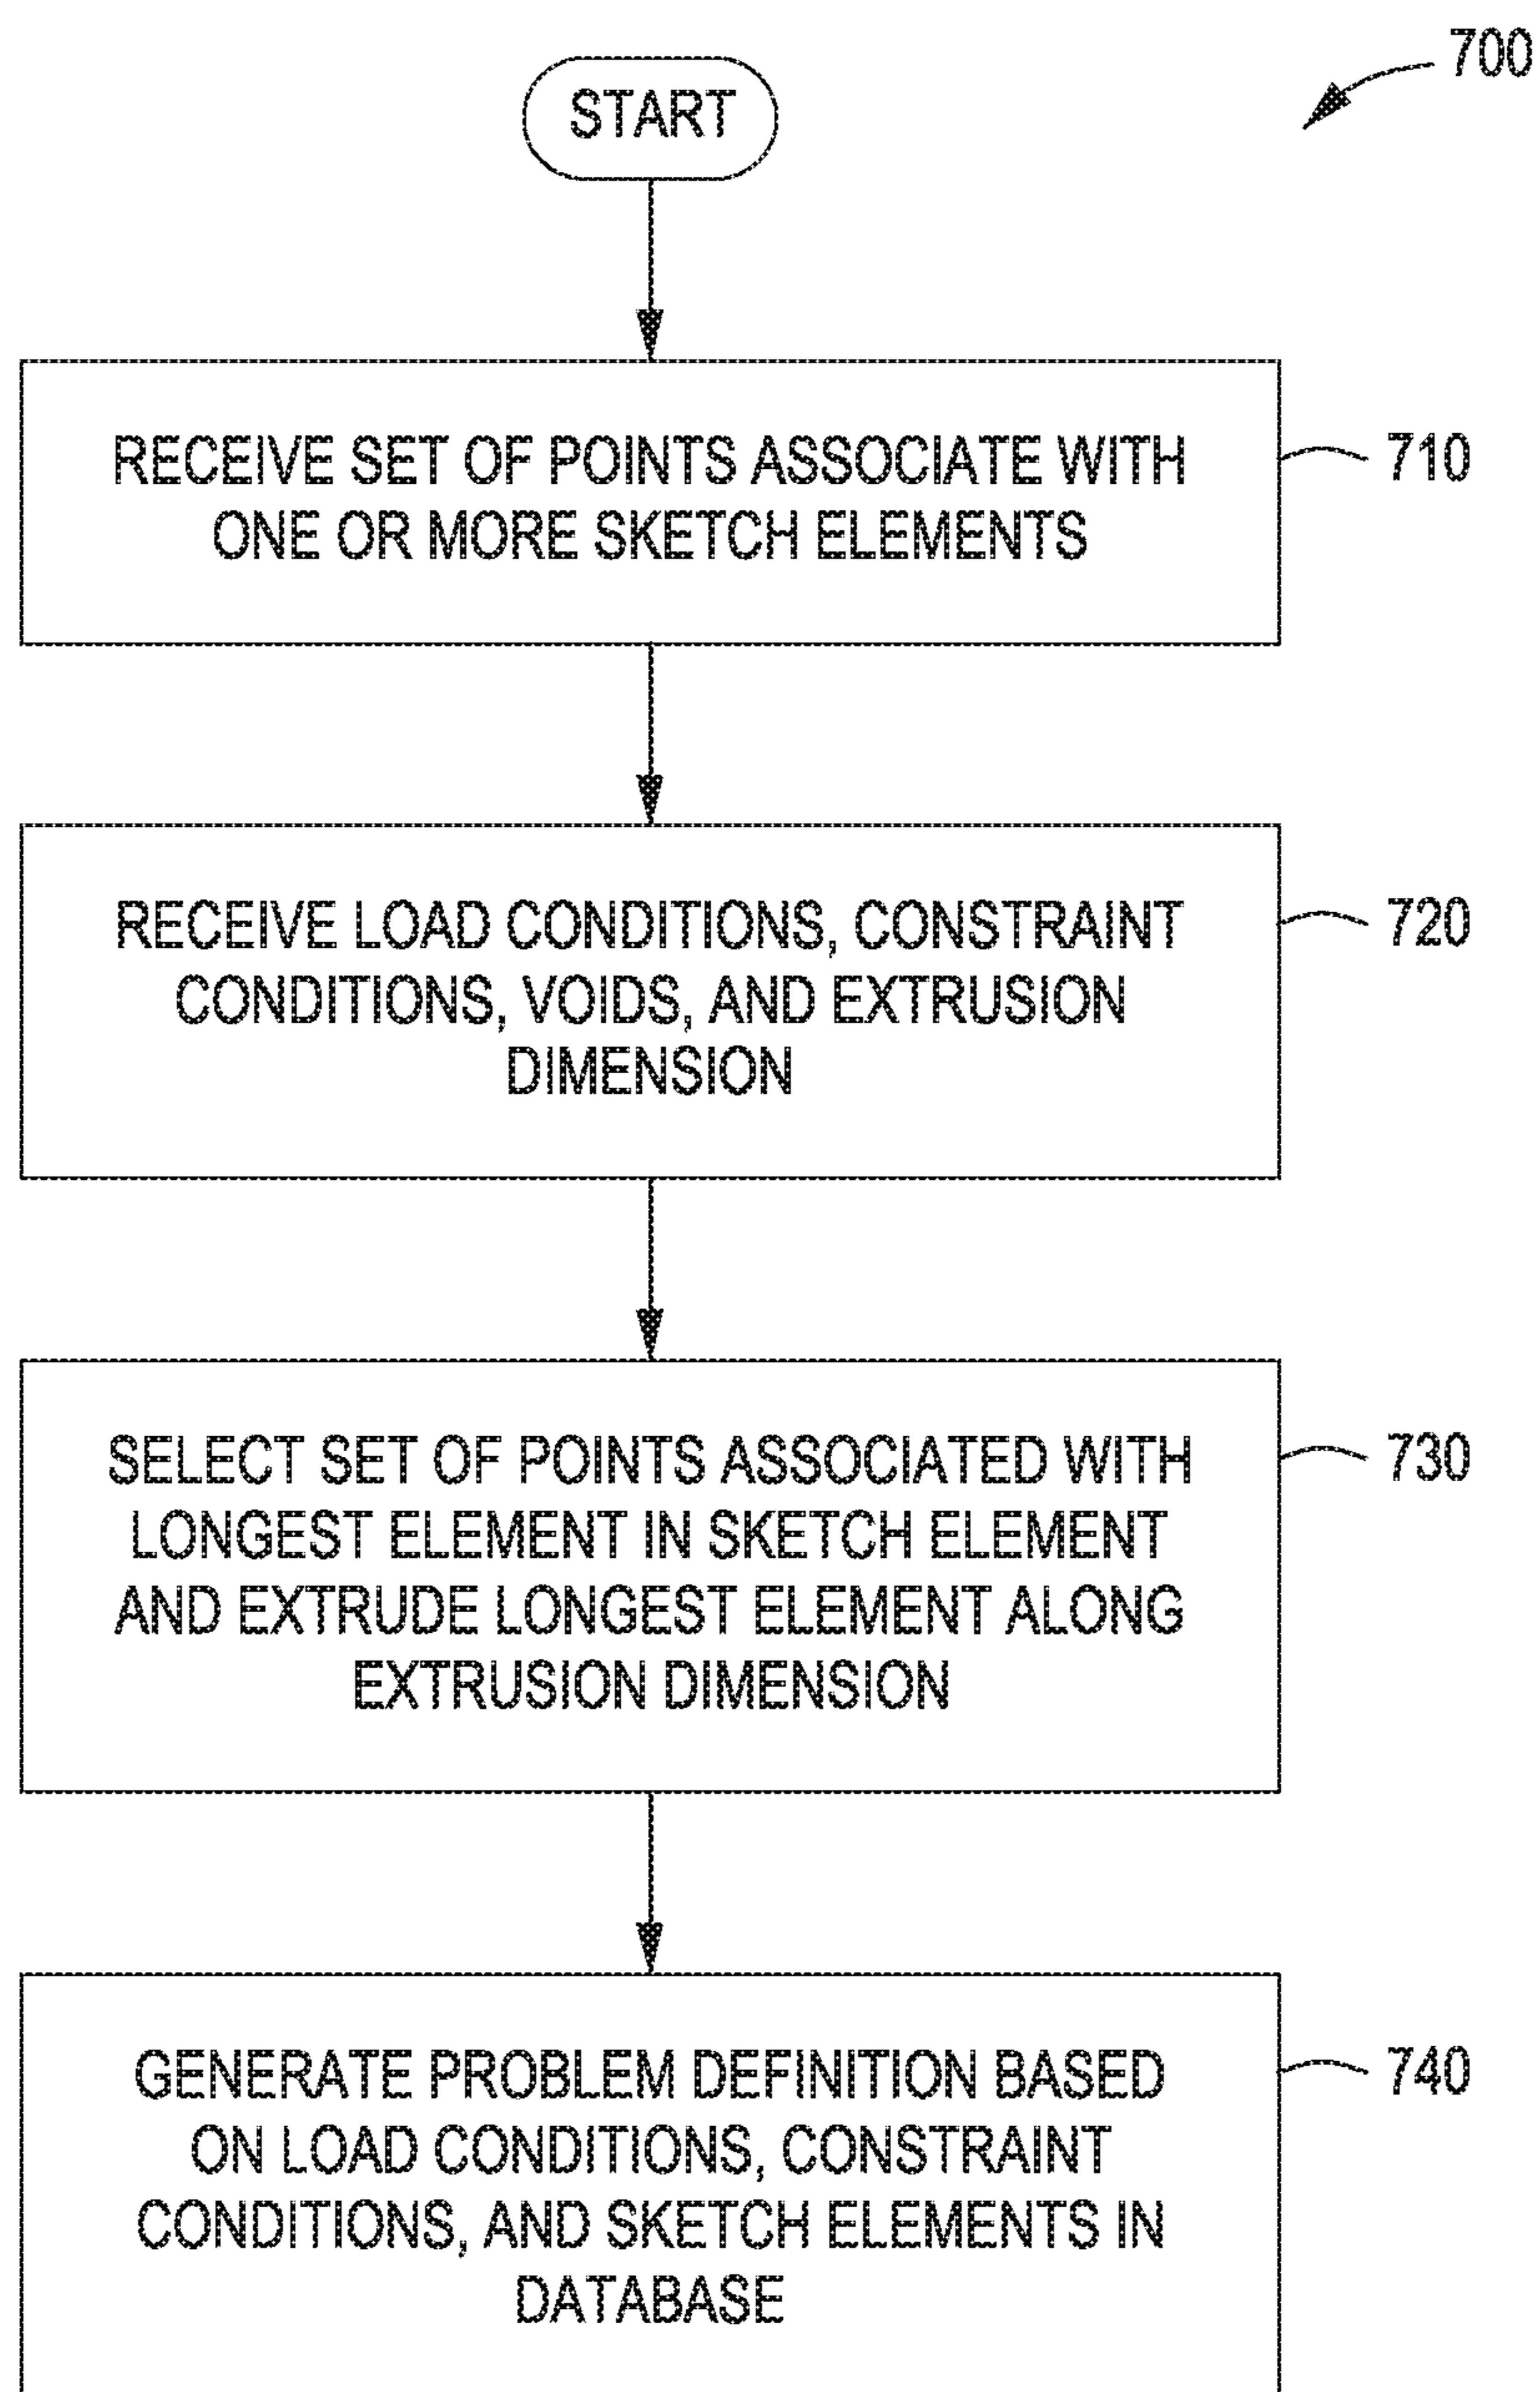 700
START
RECEIVE SET OF POINTS ASSOCIATE WITH
ONE OR MORE SKETCH ELEMENTS
710
RECEIVE LOAD CONDITIONS, CONSTRAINT
CONDITIONS, VOIDS, AND EXTRUSION
DIMENSION
720
SELECT SET OF POINTS ASSOCIATED WITH
LONGEST ELEMENT IN SKETCH ELEMENT
AND EXTRUDE LONGEST ELEMENT ALONG
EXTRUSION DIMENSION
730
GENERATE PROBLEM DEFINITION BASED
ON LOAD CONDITIONS, CONSTRAINT
CONDITIONS, AND SKETCH ELEMENTS IN
DATABASE
740